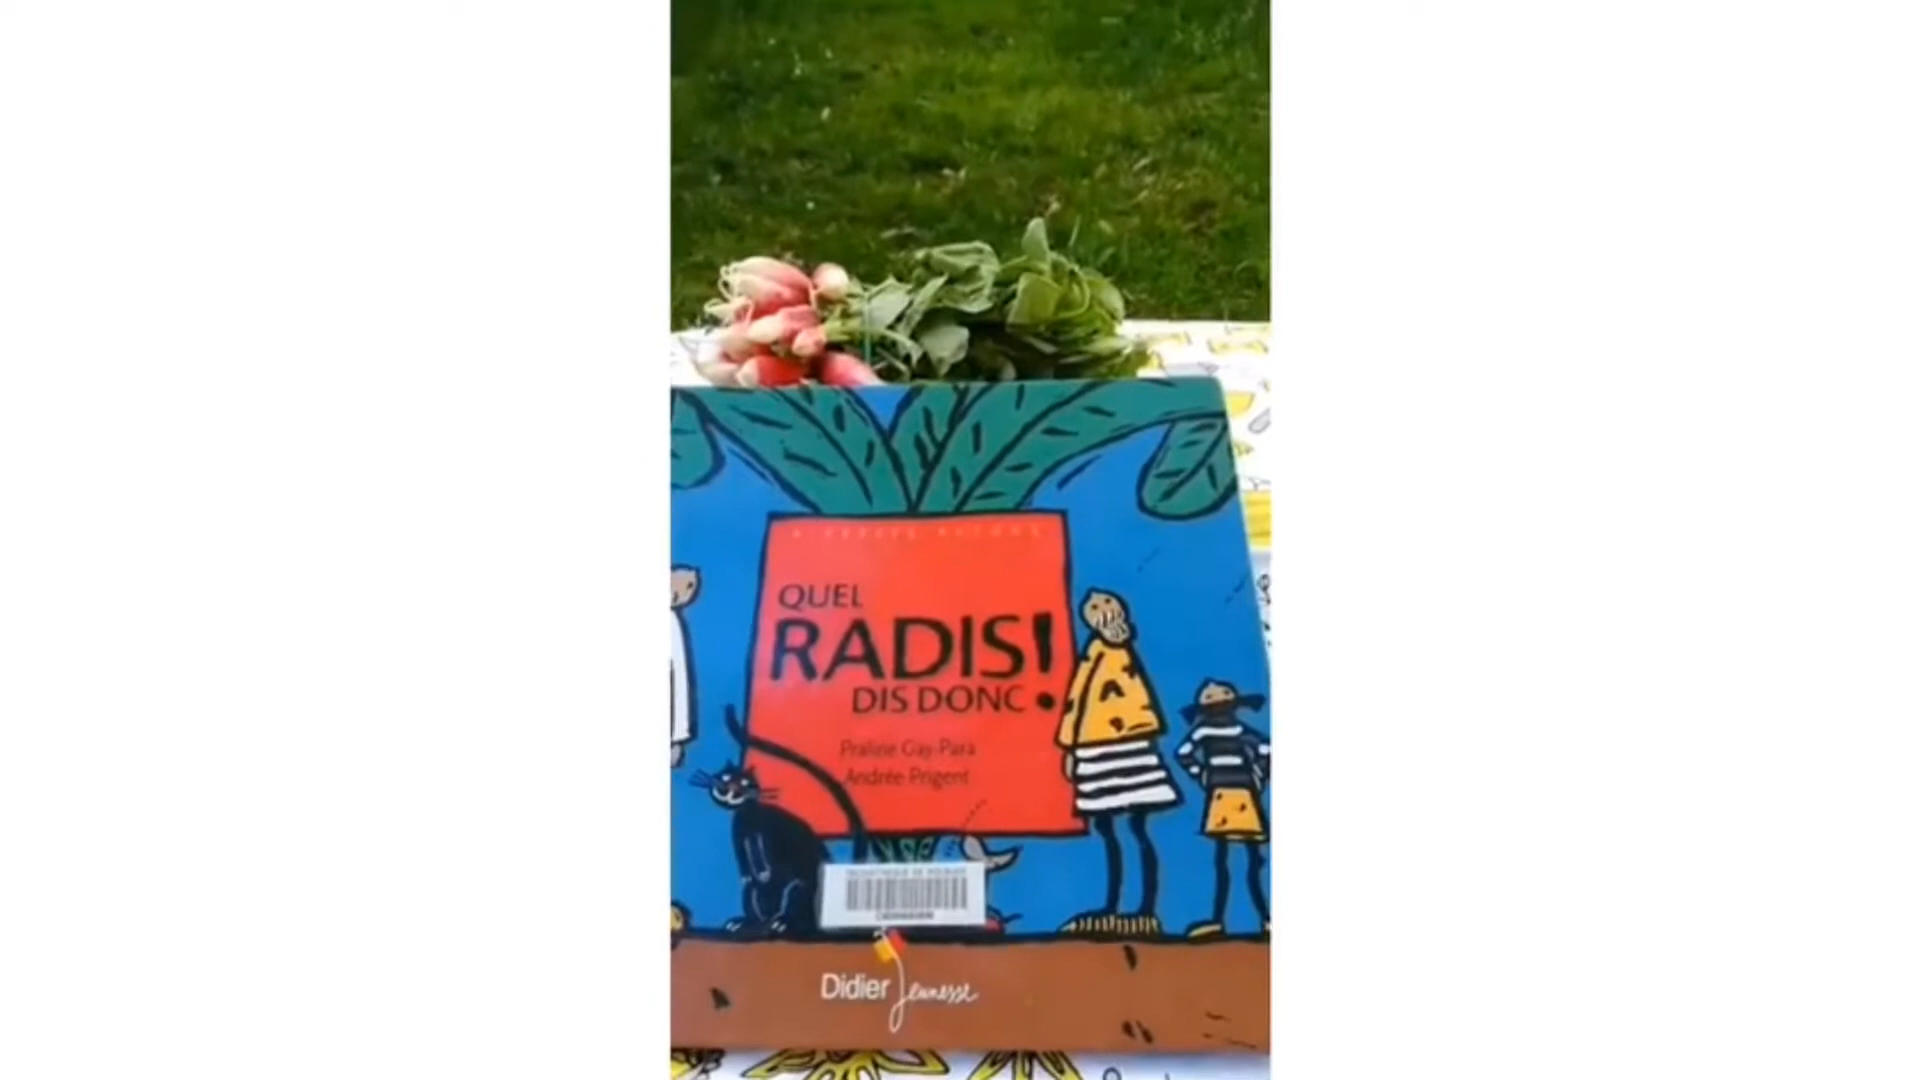 QUEL
RADIS!
DIS DONC
Praline Gay-Para
Andrée Prigent
Didier Jeunesse